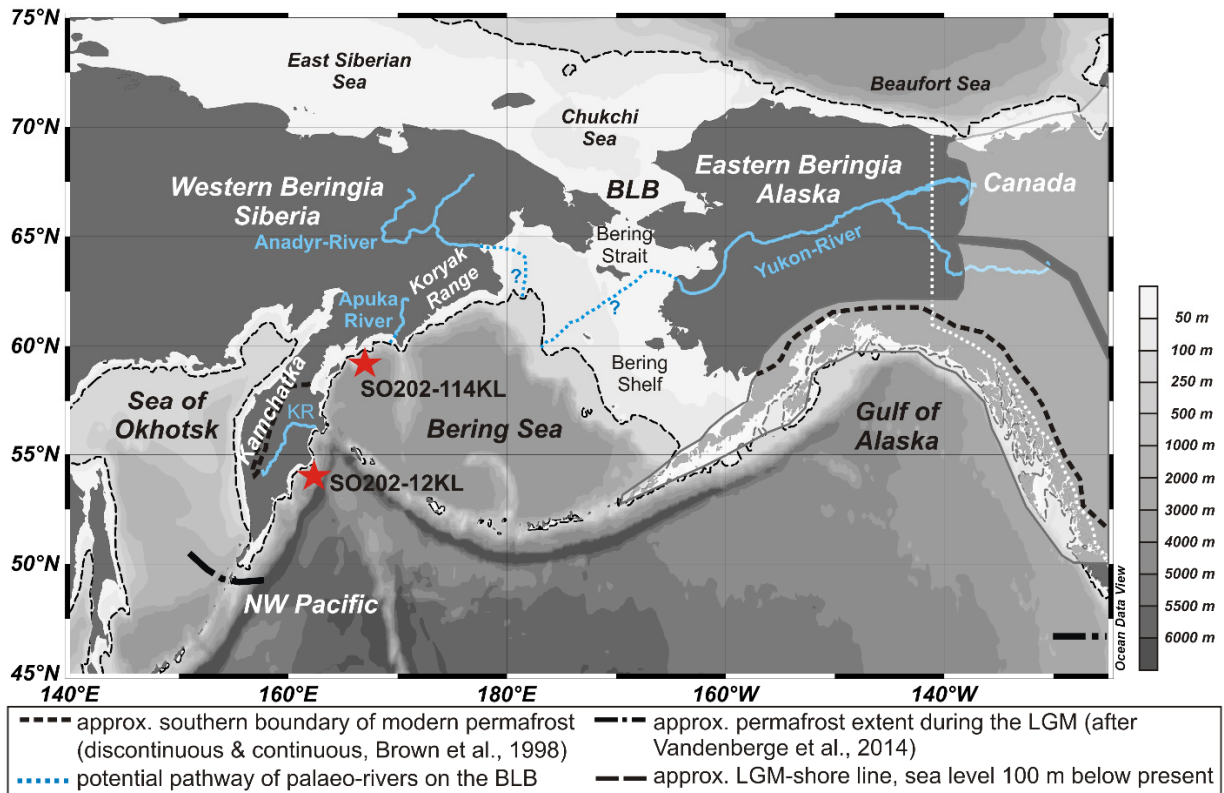 75°N
70°N
65°N
60°N
55°N
50°N
45°N
140°E
160°E
180°E
160°W
140°W
East Siberian
Sea
Chukchi
Sea
Beaufort Sea
Western Beringia
Siberia
BLB
Eastern Beringia
Alaska
Canada
Anadyr-River
Bering
Strait
Yukon-River
Koryak
Range
?
?
Apuka
River
Bering
Shelf
SO202-114KL
Kamchatka
KR
Sea of
Okhotsk
Bering Sea
Gulf of
Alaska
SO202-12KL
NW Pacific
50 m
100 m
250 m
500 m
1000 m
2000 m
3000 m
4000 m
5000 m
5500 m
6000 m
Ocean Data View
approx. southern boundary of modern permafrost
(discontinuous & continuous, Brown et al., 1998)
potential pathway of palaeo-rivers on the BLB
approx. permafrost extent during the LGM (after
Vandenberge et al., 2014)
approx. LGM-shore line, sea level 100 m below present